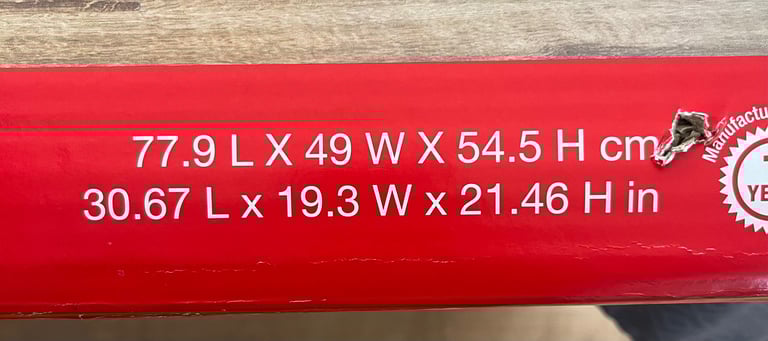 77.9 L X 49 W X 54.5 H cm
30.67 L x 19.3 W x 21.46 H in